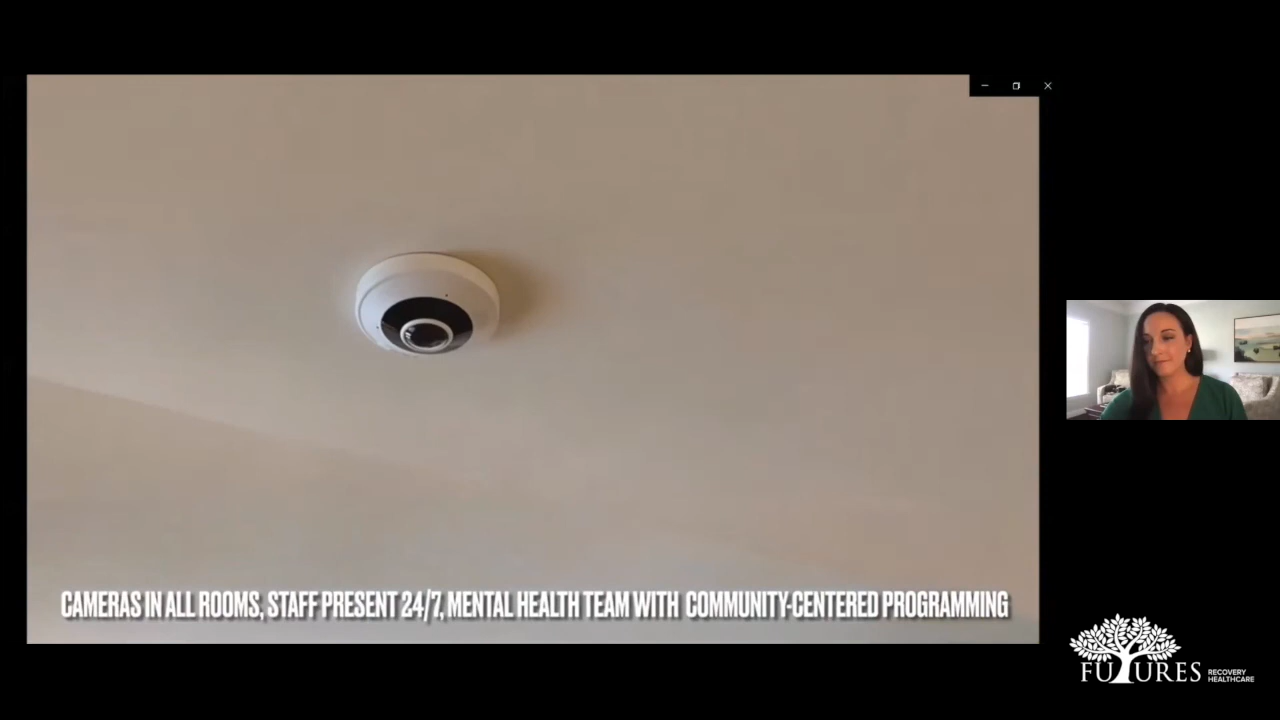 CAMERAS IN ALL ROOMS, STAFF PRESENT 24/7, MENTAL HEALTH TEAM WITH COMMUNITY-CENTERED PROGRAMMING
FUTURES RECOVERY
HEALTHCARE